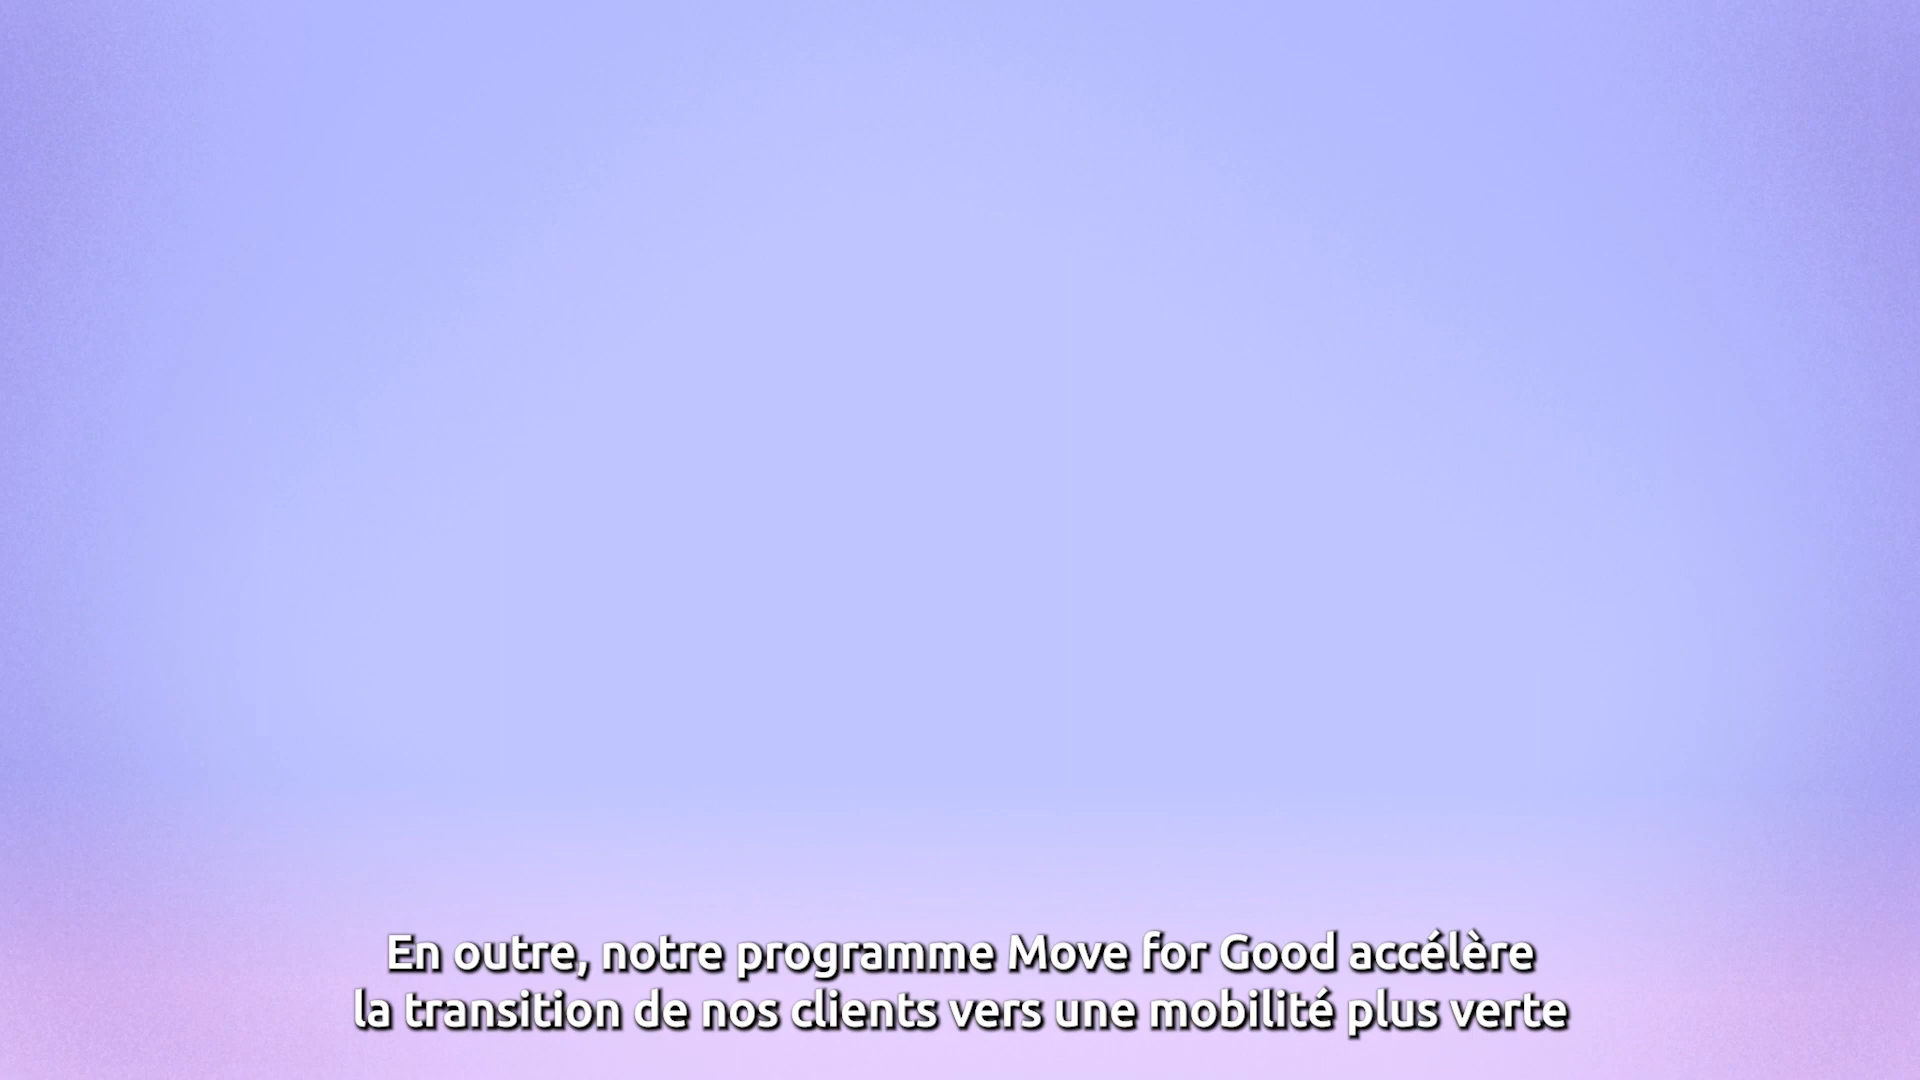 En outre, notre programme Move for Good accélère
la transition de nos clients vers une mobilité plus verte